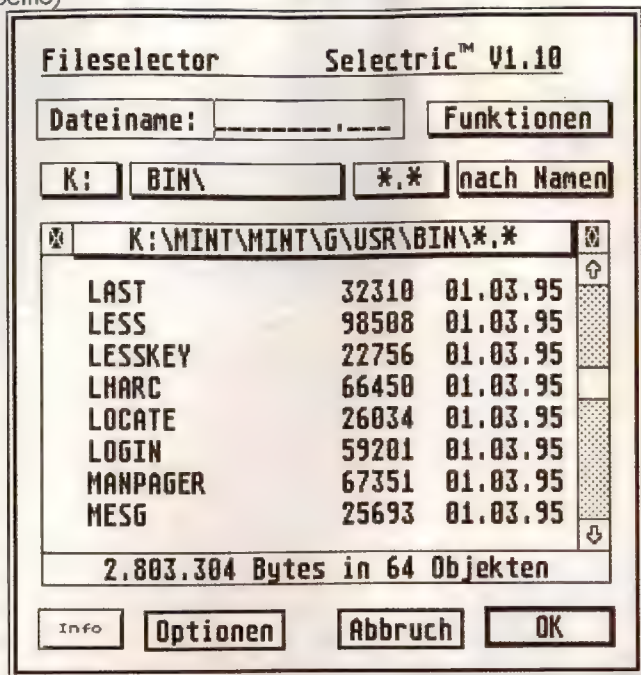 Fileselector Selectric™ V1.10
Dateiname: ________.___ Funktionen
K: BIN\ *.* nach Namen
K:\MINT\MINT\G\USR\BIN\*.*
LAST 32310 01.03.95
LESS 98508 01.03.95
LESSKEY 22756 01.03.95
LHARC 66450 01.03.95
LOCATE 26034 01.03.95
LOGIN 59201 01.03.95
MANPAGER 67351 01.03.95
MESG 25693 01.03.95
2.803.304 Bytes in 64 Objekten
Info Optionen Abbruch OK